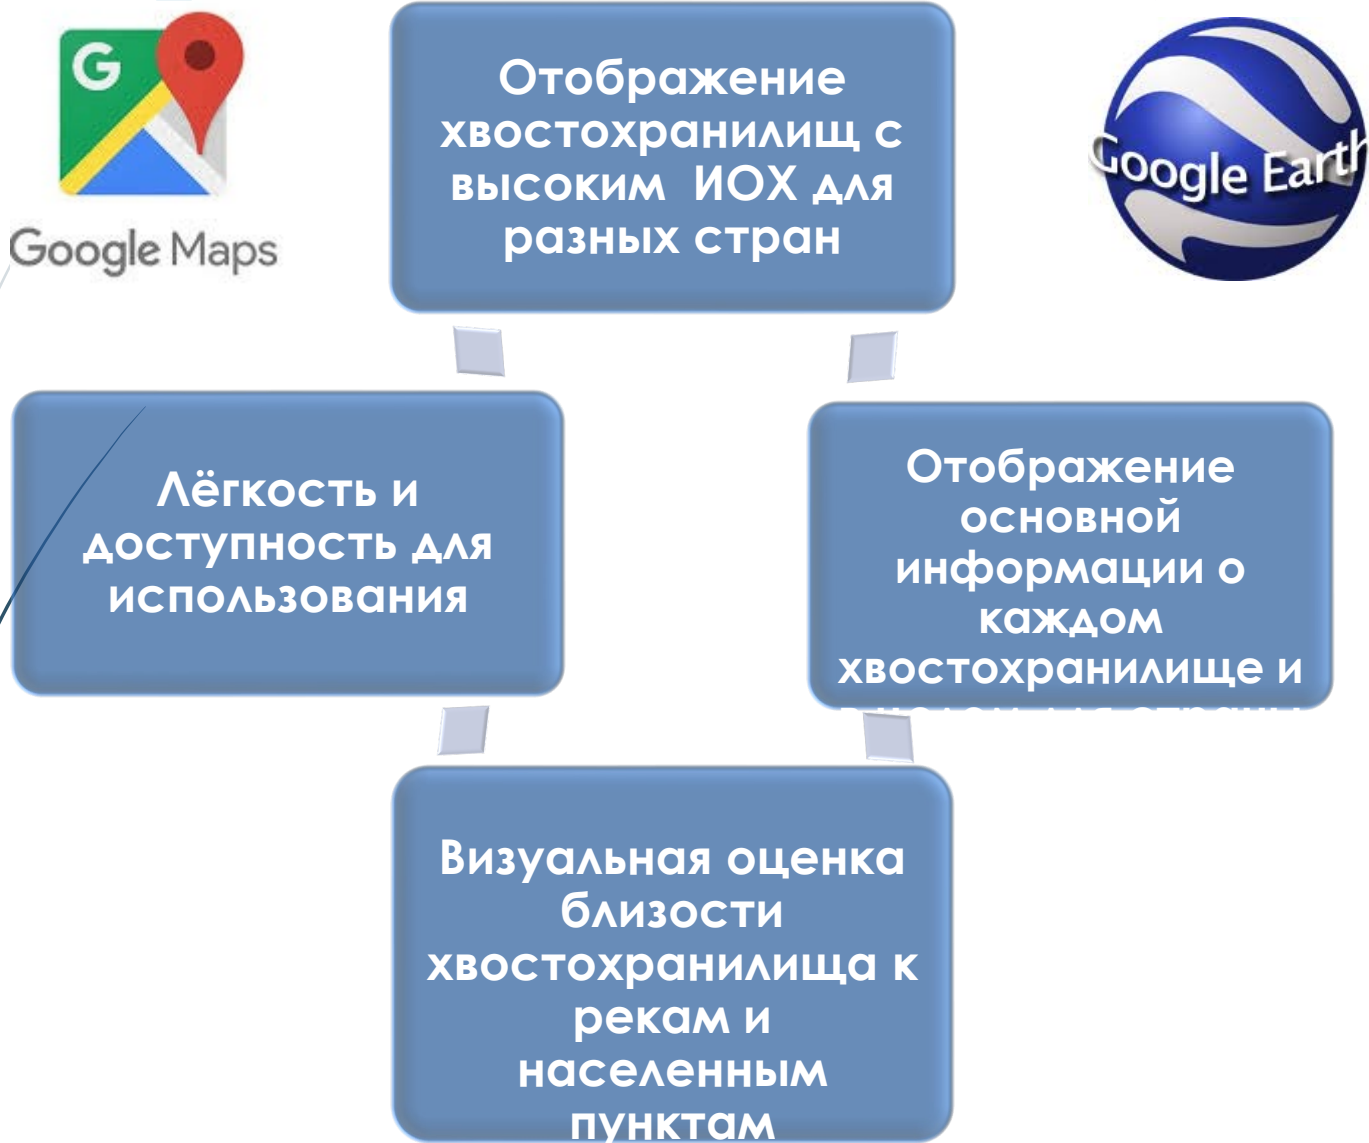 G
Google Maps
Отображение
хвостохранилищ с
высоким ИОХ для
разных стран
Google Earth
Лёгкость и
доступность для
использования
Отображение
основной
информации о
каждом
хвостохранилище и
Визуальная оценка
близости
хвостохранилища к
рекам и
населенным
пунктам